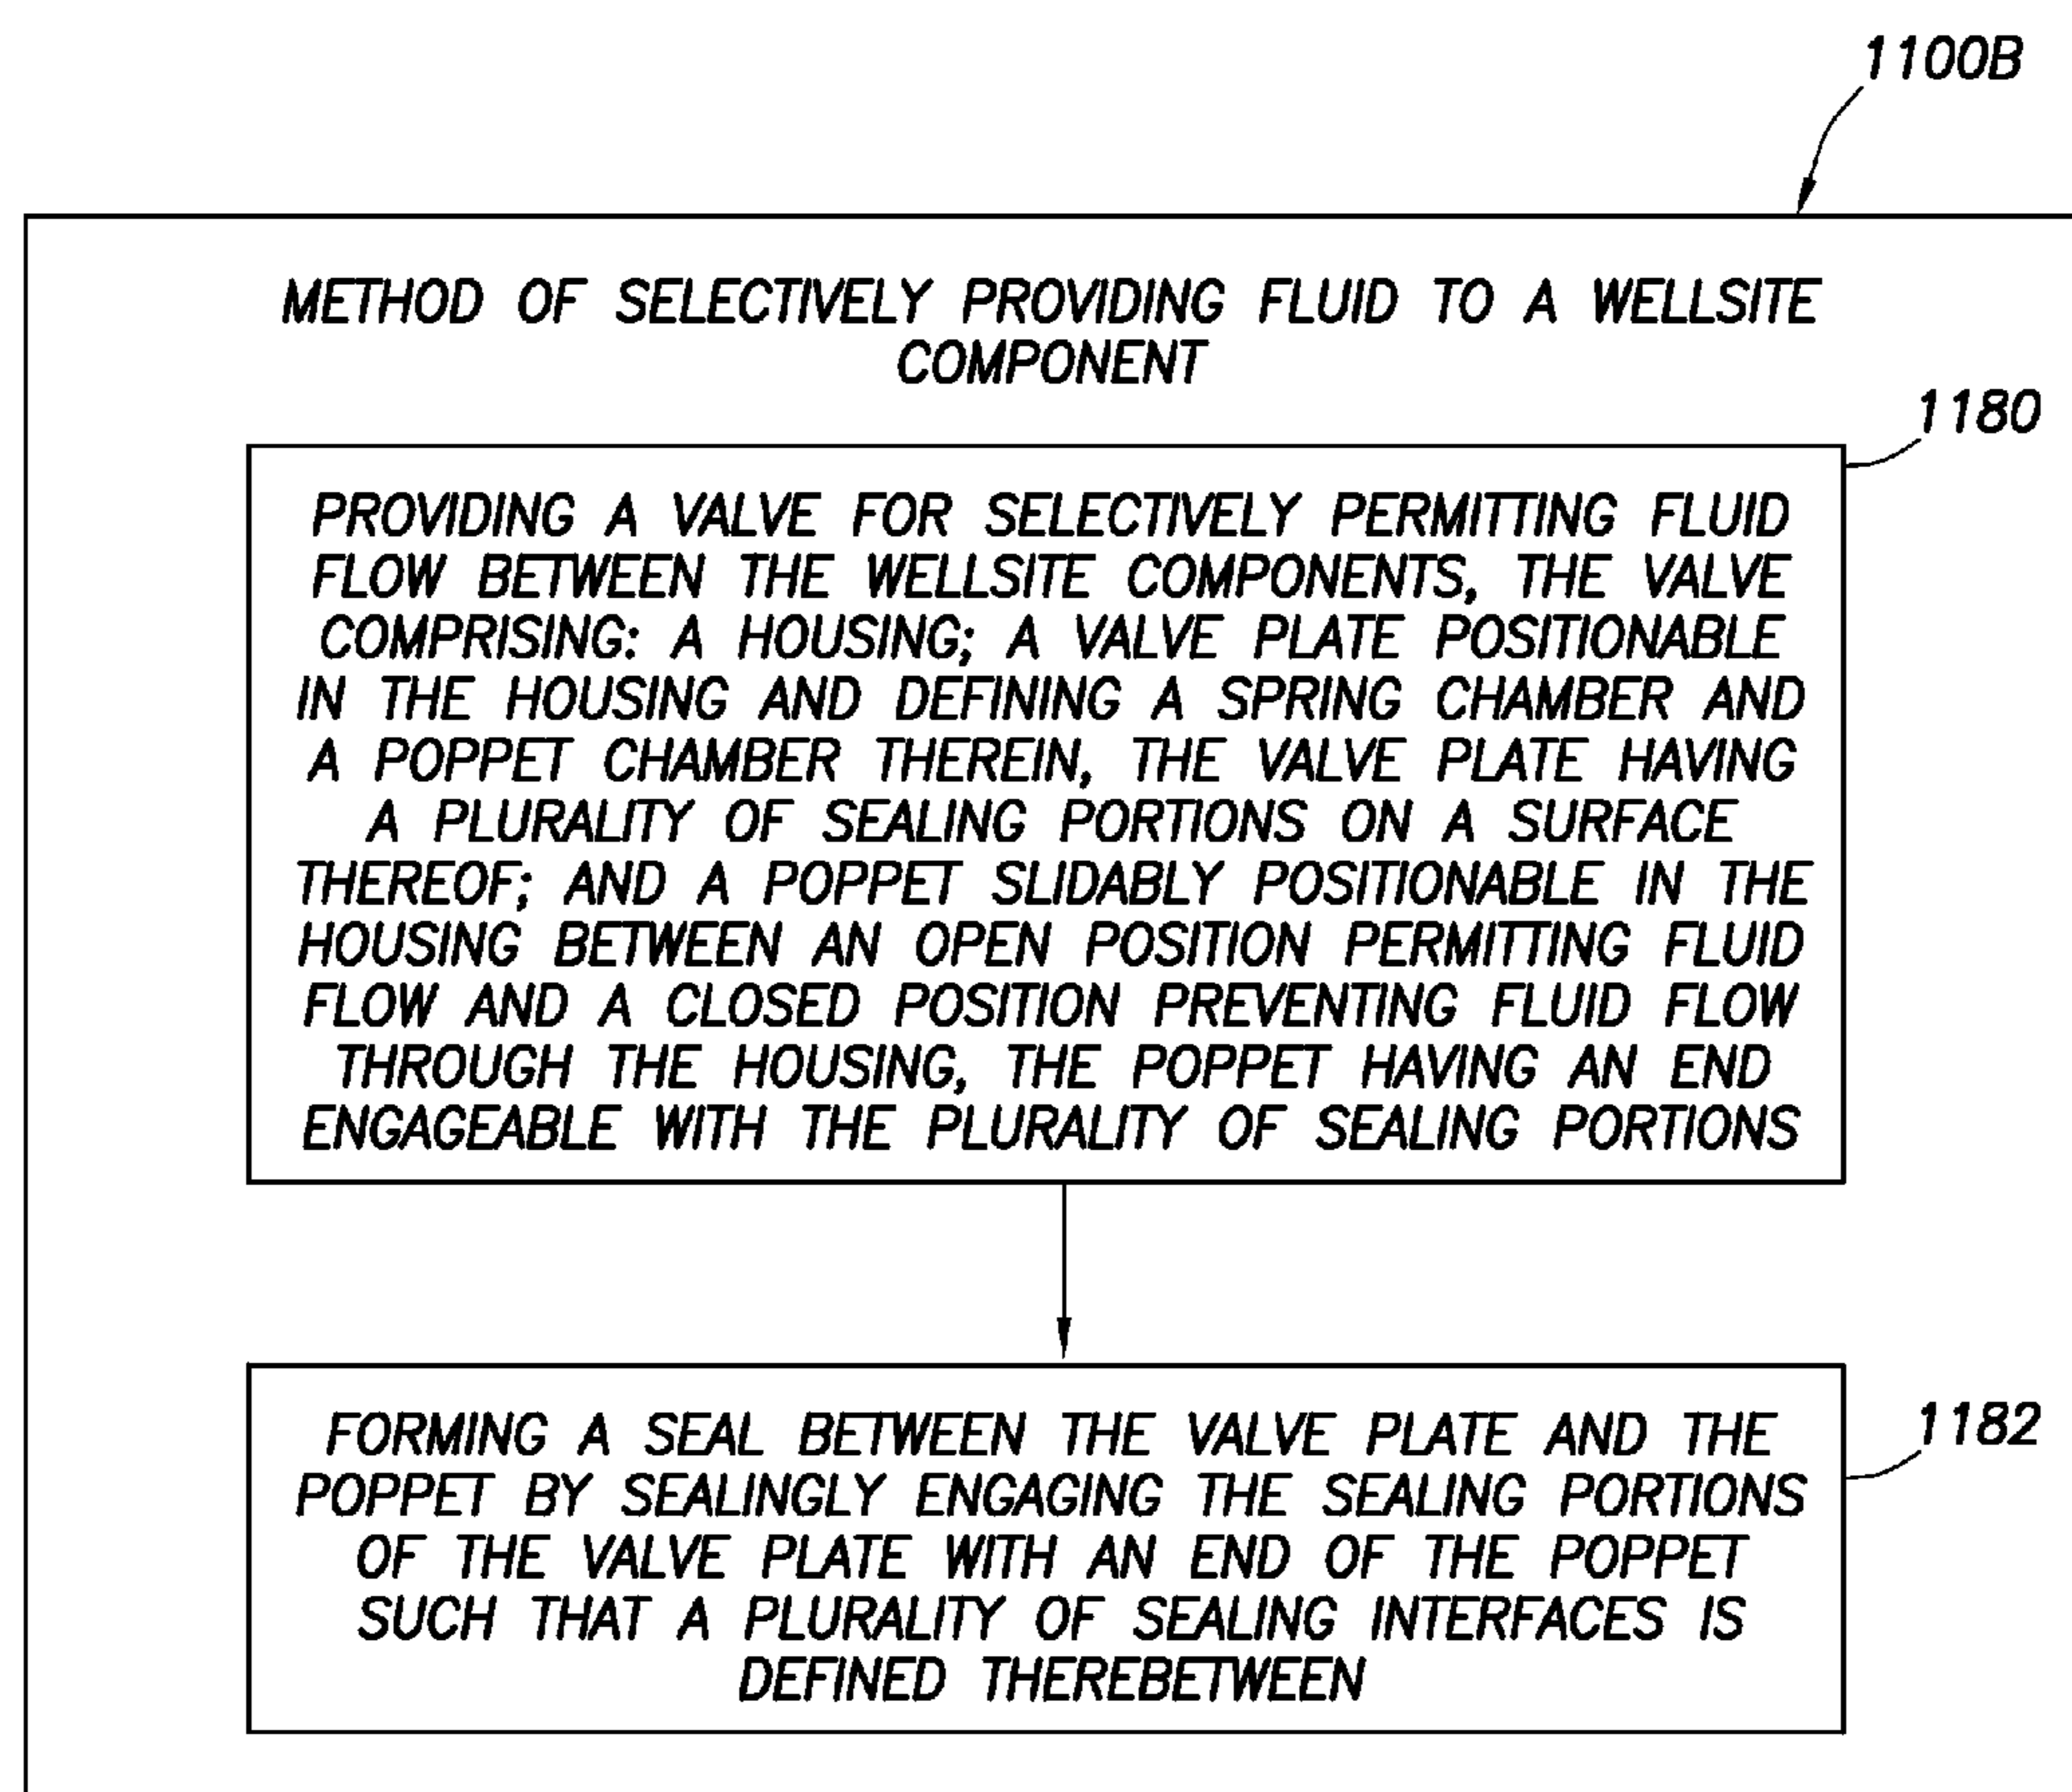 1100B
METHOD OF SELECTIVELY PROVIDING FLUID TO A WELLSITE
COMPONENT
1180
PROVIDING A VALVE FOR SELECTIVELY PERMITTING FLUID
FLOW BETWEEN THE WELLSITE COMPONENTS, THE VALVE
COMPRISING: A HOUSING; A VALVE PLATE POSITIONABLE
IN THE HOUSING AND DEFINING A SPRING CHAMBER AND
A POPPET CHAMBER THEREIN, THE VALVE PLATE HAVING
A PLURALITY OF SEALING PORTIONS ON A SURFACE
THEREOF; AND A POPPET SLIDABLY POSITIONABLE IN THE
HOUSING BETWEEN AN OPEN POSITION PERMITTING FLUID
FLOW AND A CLOSED POSITION PREVENTING FLUID FLOW
THROUGH THE HOUSING, THE POPPET HAVING AN END
ENGAGEABLE WITH THE PLURALITY OF SEALING PORTIONS
1182
FORMING A SEAL BETWEEN THE VALVE PLATE AND THE
POPPET BY SEALINGLY ENGAGING THE SEALING PORTIONS
OF THE VALVE PLATE WITH AN END OF THE POPPET
SUCH THAT A PLURALITY OF SEALING INTERFACES IS
DEFINED THEREBETWEEN